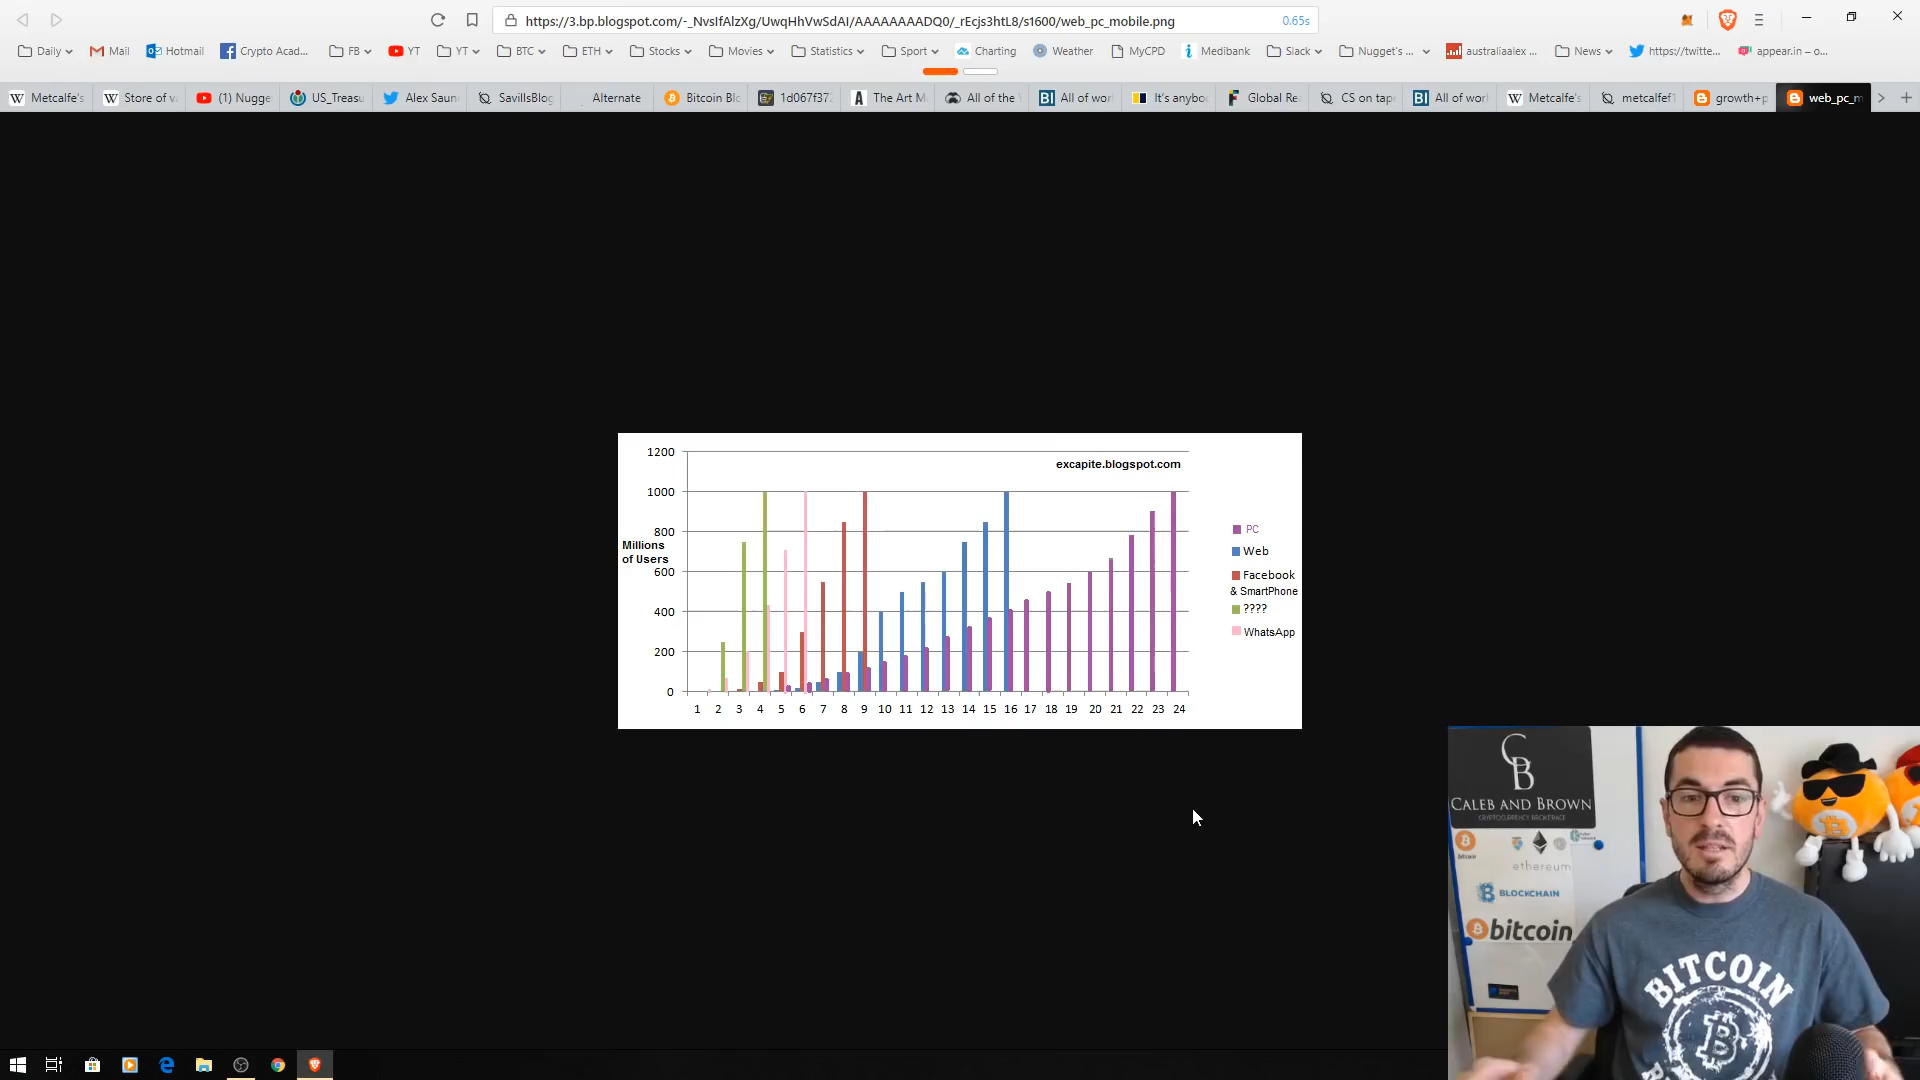 https://3.bp.blogspot.com/-_NvsIfAlzXg/UwqHhVwSdAI/AAAAAAAADQ0/_rEcjs3htL8/s1600/web_pc_mobile.png
0.65s
Daily Mail Hotmail Crypto Acad... FB YT YT BTC ETH Stocks Movies Statistics Sport Charting Weather MyCPD Medibank Slack Nugget's ... australiaalex ... News https://twitte... appear.in – o...
Metcalfe's Store of v (1) Nugge US_Treasu Alex Saun SavillsBlog Alternate Bitcoin Blo 1d067f37 The Art M All of the All of wor It's anybo Global Re CS on tap All of wor Metcalfe's metcalfef growth+p web_pc_m
excapite.blogspot.com
1200
1000
800
Millions
of Users
600
400
200
0
1 2 3 4 5 6 7 8 9 10 11 12 13 14 15 16 17 18 19 20 21 22 23 24
PC
Web
Facebook
& SmartPhone
????
WhatsApp
CB
CALEB AND BROWN
CRYPTOCURRENCY BROKERAGE
bitcoin
ethereum
BLOCKCHAIN
bitcoin
BITCOIN